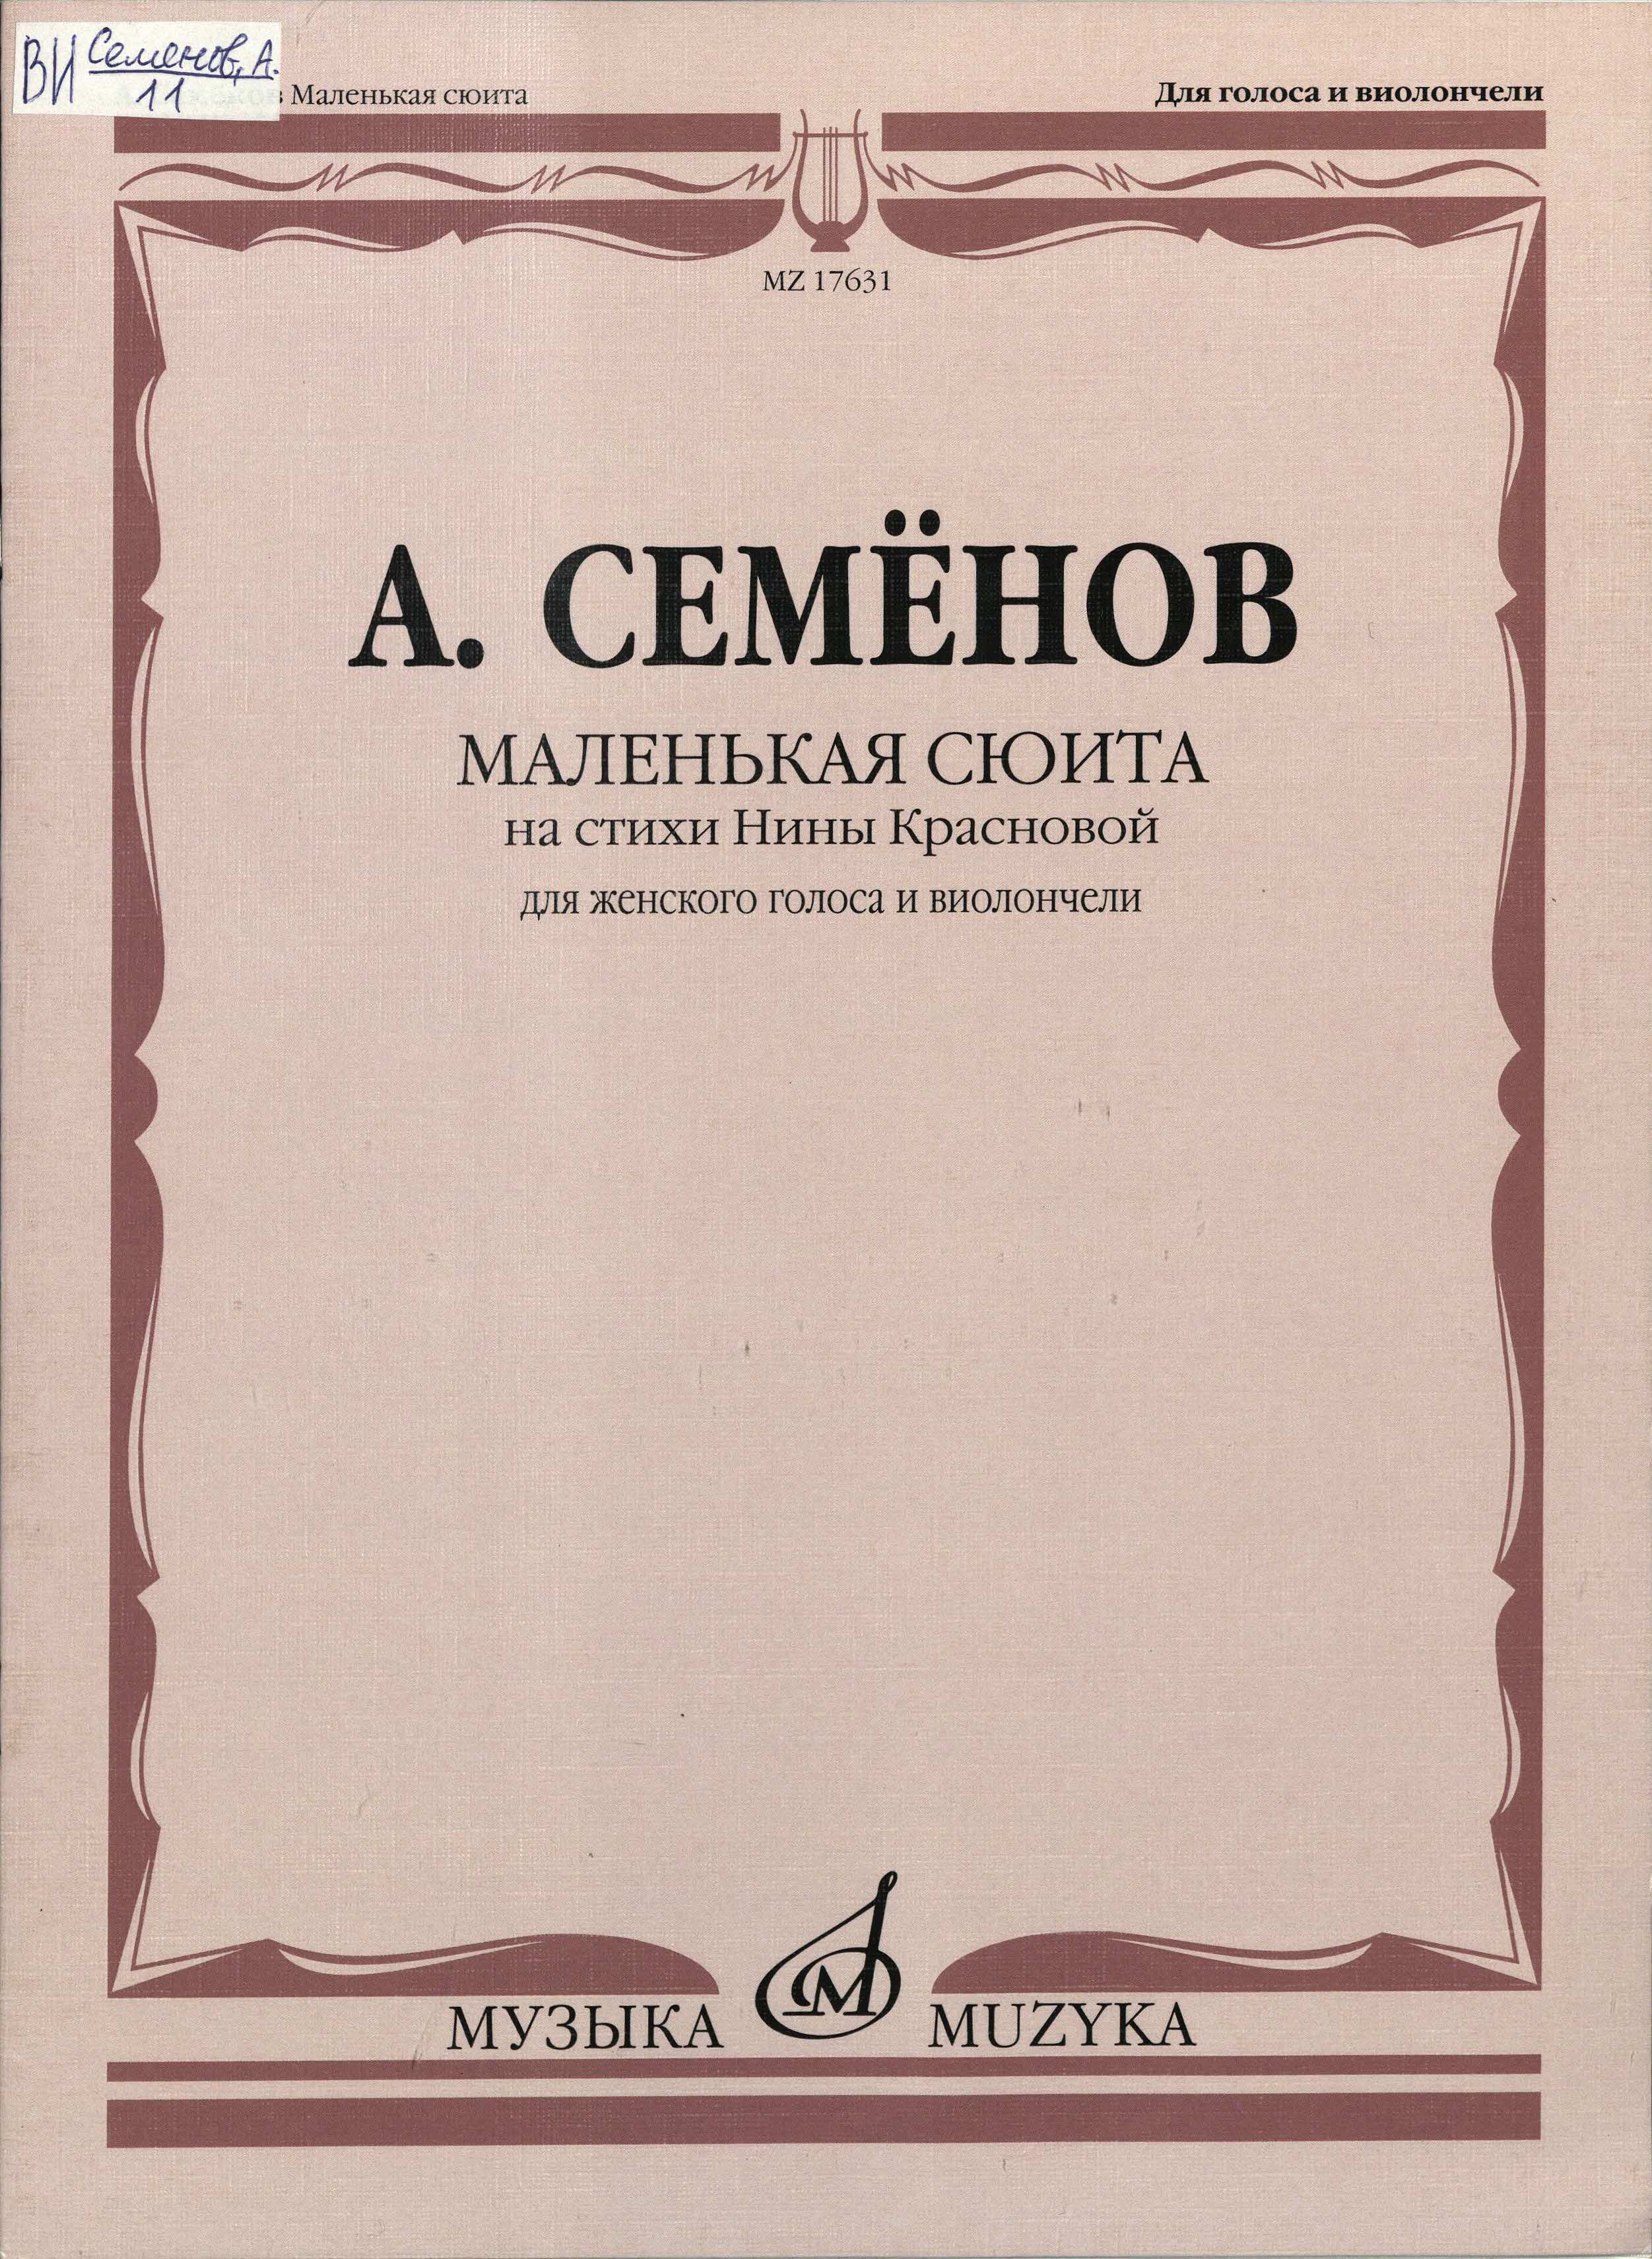 ВИ Семенов, А.
11
Маленькая сюита
Для голоса и виолончели
MZ 17631
А. СЕМЁНОВ
МАЛЕНЬКАЯ СЮИТА
на стихи Нины Красновой
для женского голоса и виолончели
МУЗЫКА М MUZYKA